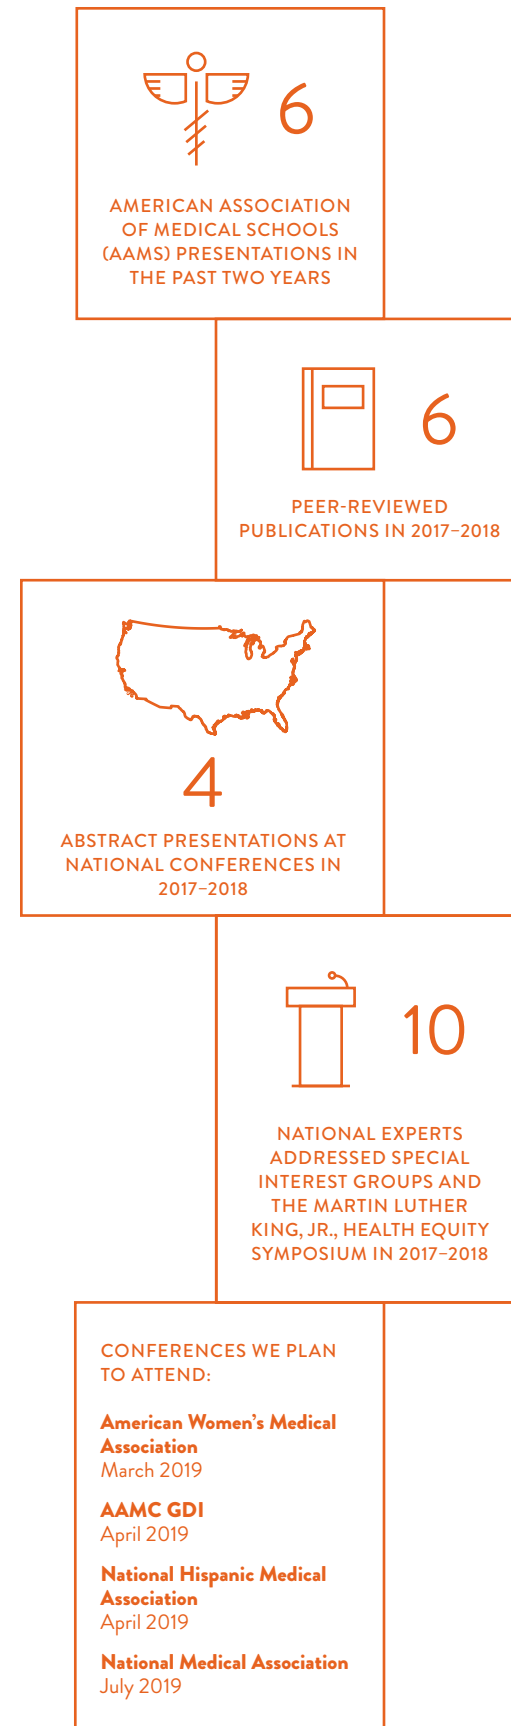 6
AMERICAN ASSOCIATION
OF MEDICAL SCHOOLS
(AAMS) PRESENTATIONS IN
THE PAST TWO YEARS
6
PEER-REVIEWED
PUBLICATIONS IN 2017–2018
4
ABSTRACT PRESENTATIONS AT
NATIONAL CONFERENCES IN
2017–2018
10
NATIONAL EXPERTS
ADDRESSED SPECIAL
INTEREST GROUPS AND
THE MARTIN LUTHER
KING, JR., HEALTH EQUITY
SYMPOSIUM IN 2017–2018
CONFERENCES WE PLAN
TO ATTEND:
American Women’s Medical
Association
March 2019
AAMC GDI
April 2019
National Hispanic Medical
Association
April 2019
National Medical Association
July 2019